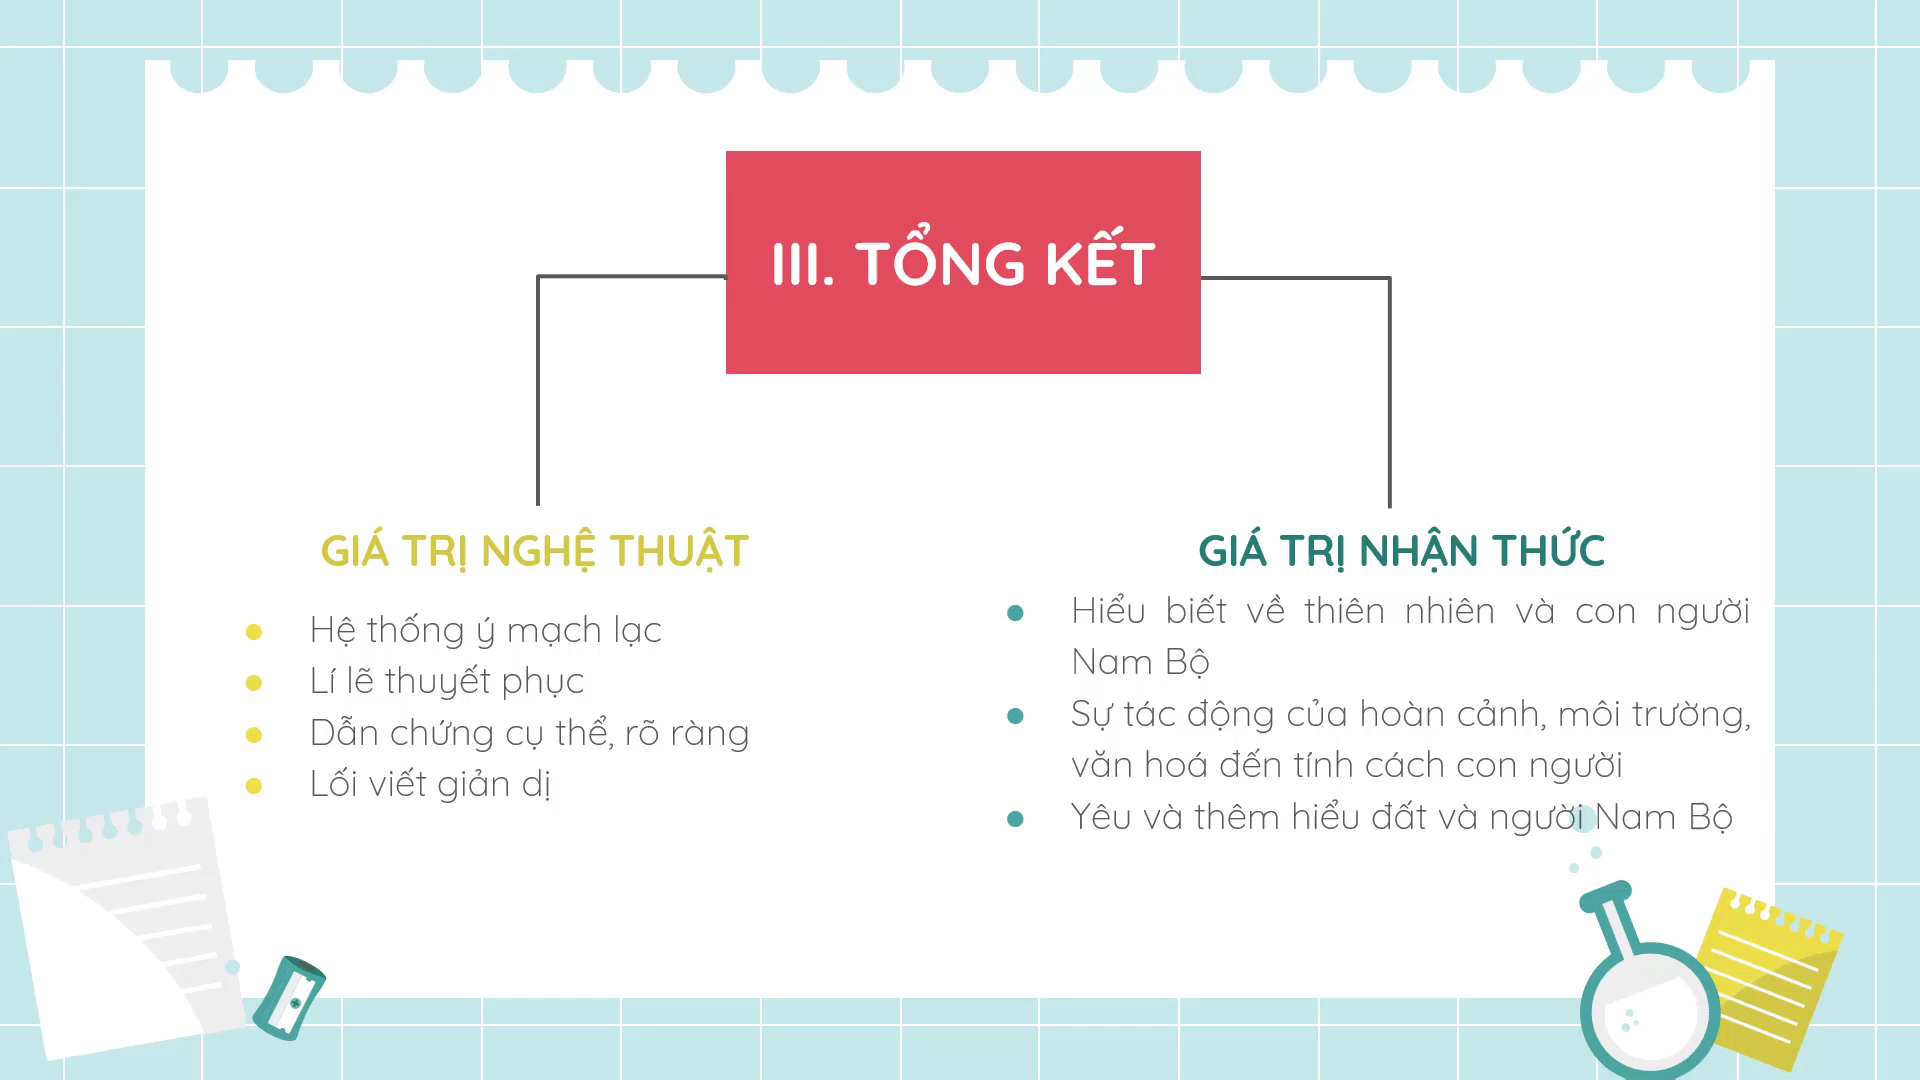 III. TỔNG KẾT
GIÁ TRỊ NGHỆ THUẬT
Hệ thống ý mạch lạc
Lí lẽ thuyết phục
Dẫn chứng cụ thể, rõ ràng
Lối viết giản dị
GIÁ TRỊ NHẬN THỨC
Hiểu biết về thiên nhiên và con người
Nam Bộ
Sự tác động của hoàn cảnh, môi trường,
văn hoá đến tính cách con người
Yêu và thêm hiểu đất và người Nam Bộ